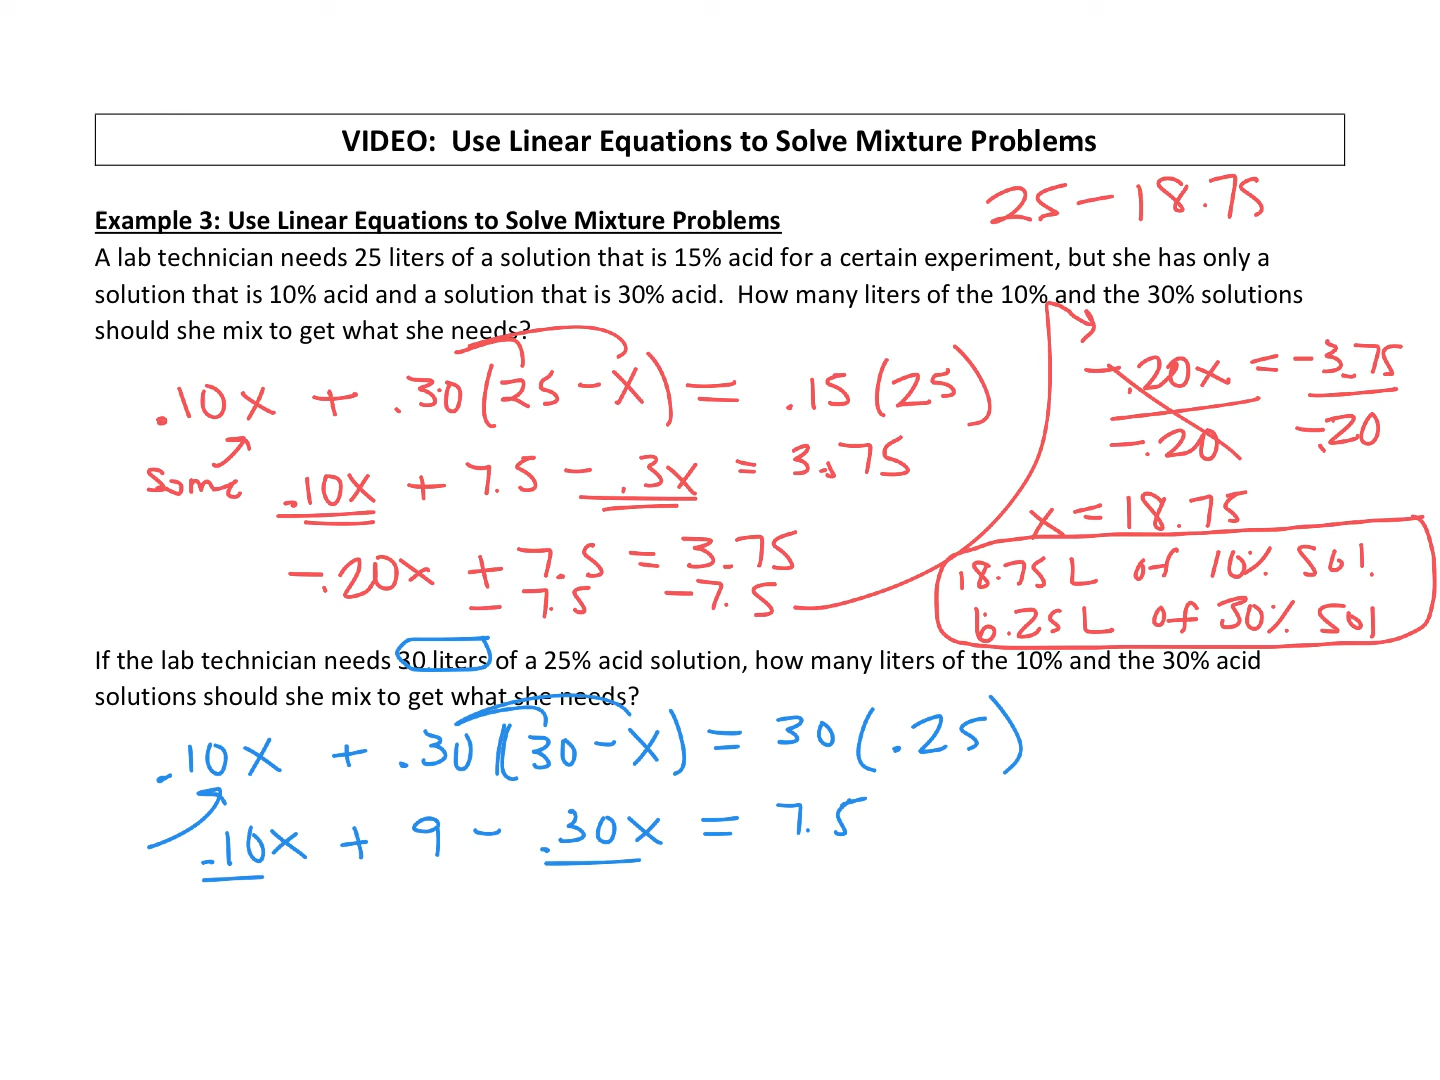 VIDEO: Use Linear Equations to Solve Mixture Problems
25 - 18.75
Example 3: Use Linear Equations to Solve Mixture Problems
A lab technician needs 25 liters of a solution that is 15% acid for a certain experiment, but she has only a
solution that is 10% acid and a solution that is 30% acid. How many liters of the 10% and the 30% solutions
should she mix to get what she needs?
.10x + .30(25 - x) = .15(25)
some
.10x + 7.5 - .3x = 3.75
-.20x + 7.5 = 3.75
- 7.5 -7.5
-.20x = -3.75
-.20 -.20
x = 18.75
18.75 L of 10% sol.
6.25 L of 30% sol
If the lab technician needs 30 liters of a 25% acid solution, how many liters of the 10% and the 30% acid
solutions should she mix to get what she needs?
.10x + .30(30 - x) = 30(.25)
.10x + 9 - .30x = 7.5